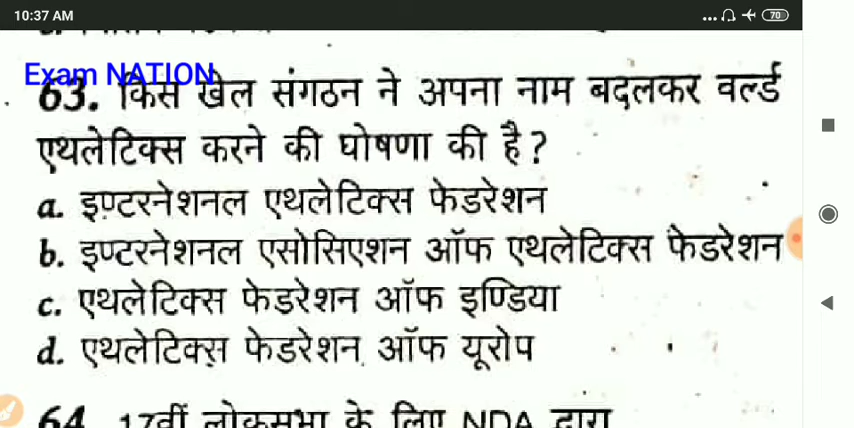 10:37 AM
70
Exam NATION
63. किस खेल संगठन ने अपना नाम बदलकर वर्ल्ड
एथलेटिक्स करने की घोषणा की है?
a. इण्टरनेशनल एथलेटिक्स फेडरेशन
b. इण्टरनेशनल एसोसिएशन ऑफ एथलेटिक्स फेडरेशन
c. एथलेटिक्स फेडरेशन ऑफ इण्डिया
d. एथलेटिक्स फेडरेशन ऑफ यूरोप
64 17वीं लोकसभा के लिए NDA द्वारा